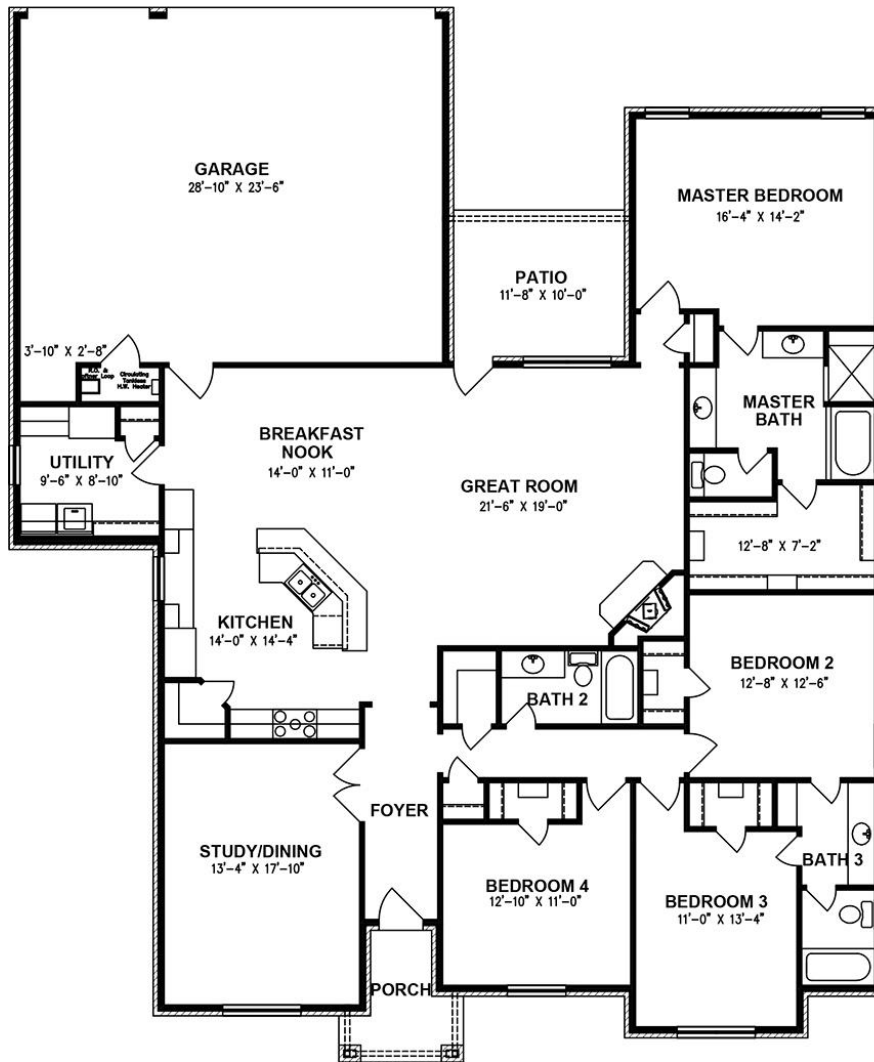 GARAGE
28'-10" X 23'-6"
MASTER BEDROOM
16'-4" X 14'-2"
PATIO
11'-8" X 10'-0"
3'-10" X 2'-8"
Circulating
Tankless
H.W. Heater
MASTER
BATH
BREAKFAST
NOOK
14'-0" X 11'-0"
UTILITY
9'-6" X 8'-10"
GREAT ROOM
21'-6" X 19'-0"
12'-8" X 7'-2"
KITCHEN
14'-0" X 14'-4"
BEDROOM 2
12'-8" X 12'-6"
BATH 2
FOYER
STUDY/DINING
13'-4" X 17'-10"
BEDROOM 4
12'-10" X 11'-0"
BEDROOM 3
11'-0" X 13'-4"
BATH 3
PORCH